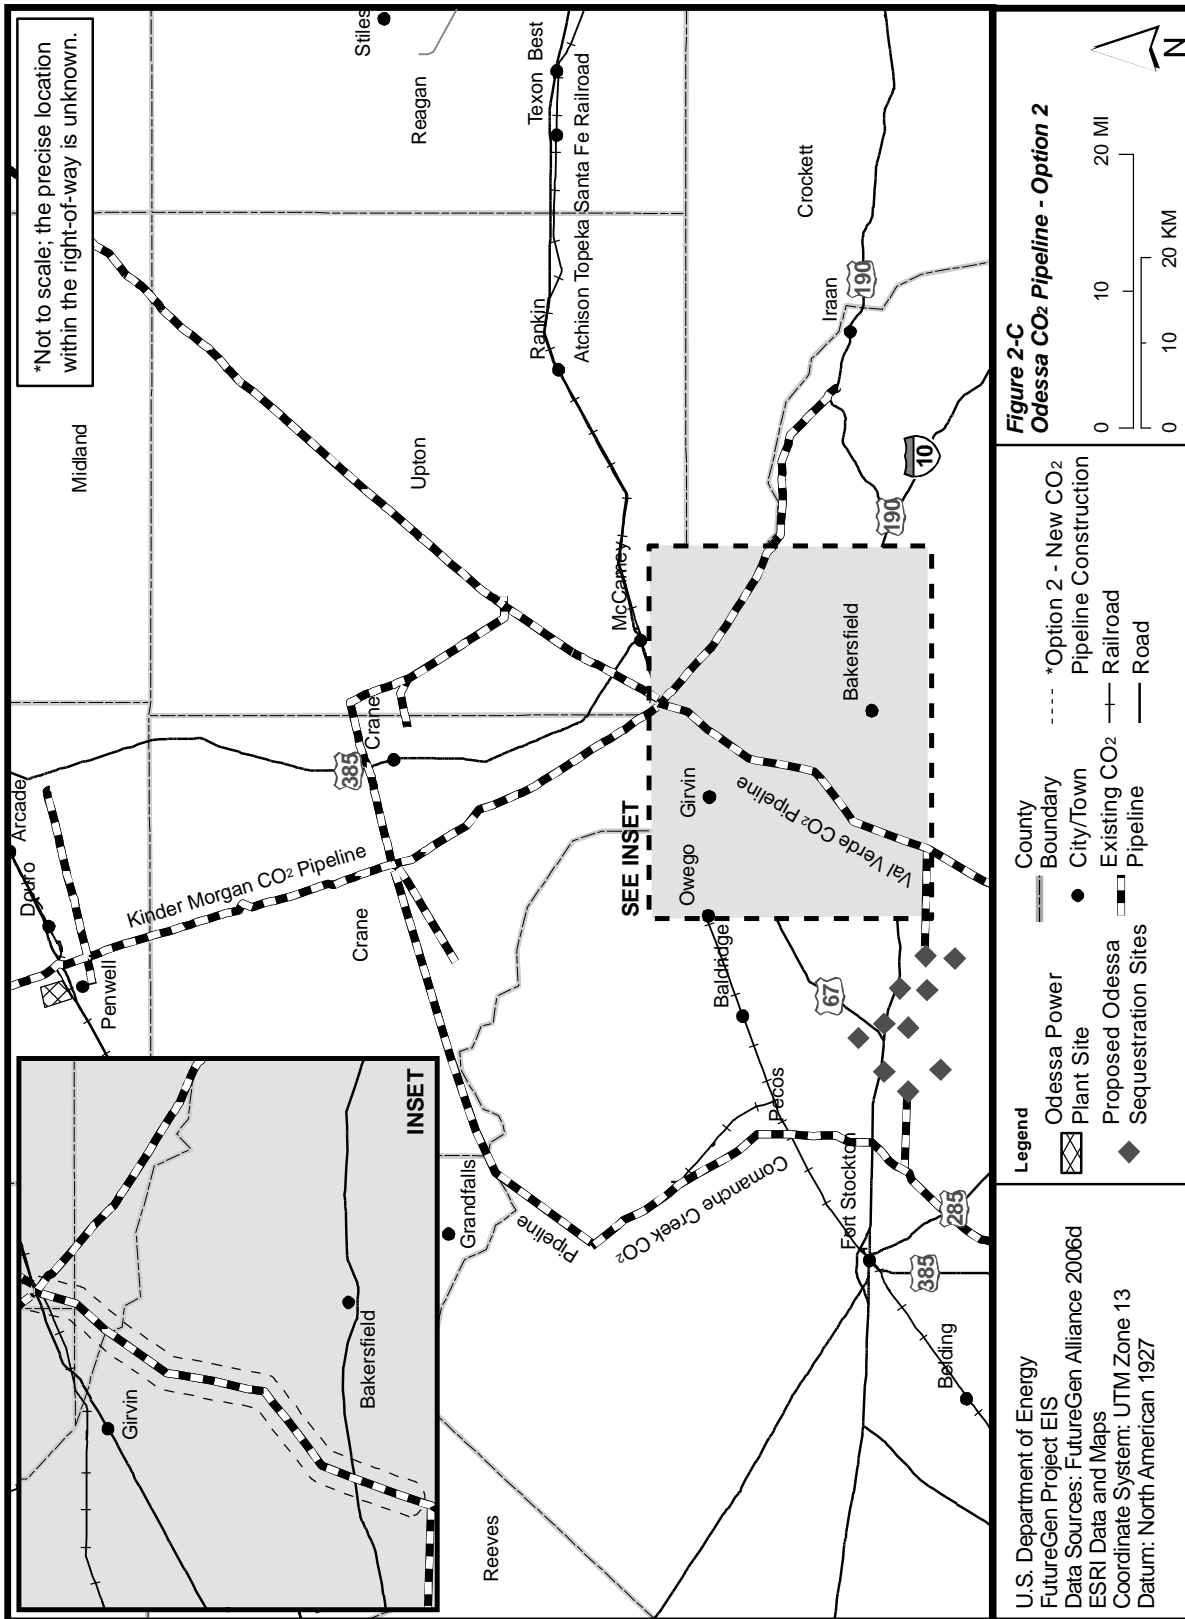 *Not to scale; the precise location
within the right-of-way is unknown.
Stiles
Reagan
Texon
Best
Atchison Topeka Santa Fe Railroad
Rankin
Crockett
Iraan
190
Midland
Upton
McCamey
10
190
Arcade
Douro
Penwell
Kinder Morgan CO2 Pipeline
385
Crane
Crane
SEE INSET
Owego
Girvin
Bakersfield
Val Verde CO2 Pipeline
Baldridge
67
Pecos
Grandfalls
Comanche Creek CO2
Pipeline
Fort Stockton
285
385
Belding
Reeves
INSET
Girvin
Bakersfield
U.S. Department of Energy
FutureGen Project EIS
Data Sources: FutureGen Alliance 2006d
ESRI Data and Maps
Coordinate System: UTM Zone 13
Datum: North American 1927
Legend
Odessa Power
Plant Site
Proposed Odessa
Sequestration Sites
County
Boundary
City/Town
Existing CO2
Pipeline
*Option 2 - New CO2
Pipeline Construction
Railroad
Road
Figure 2-C
Odessa CO2 Pipeline - Option 2
0 10 20 MI
0 10 20 KM
N